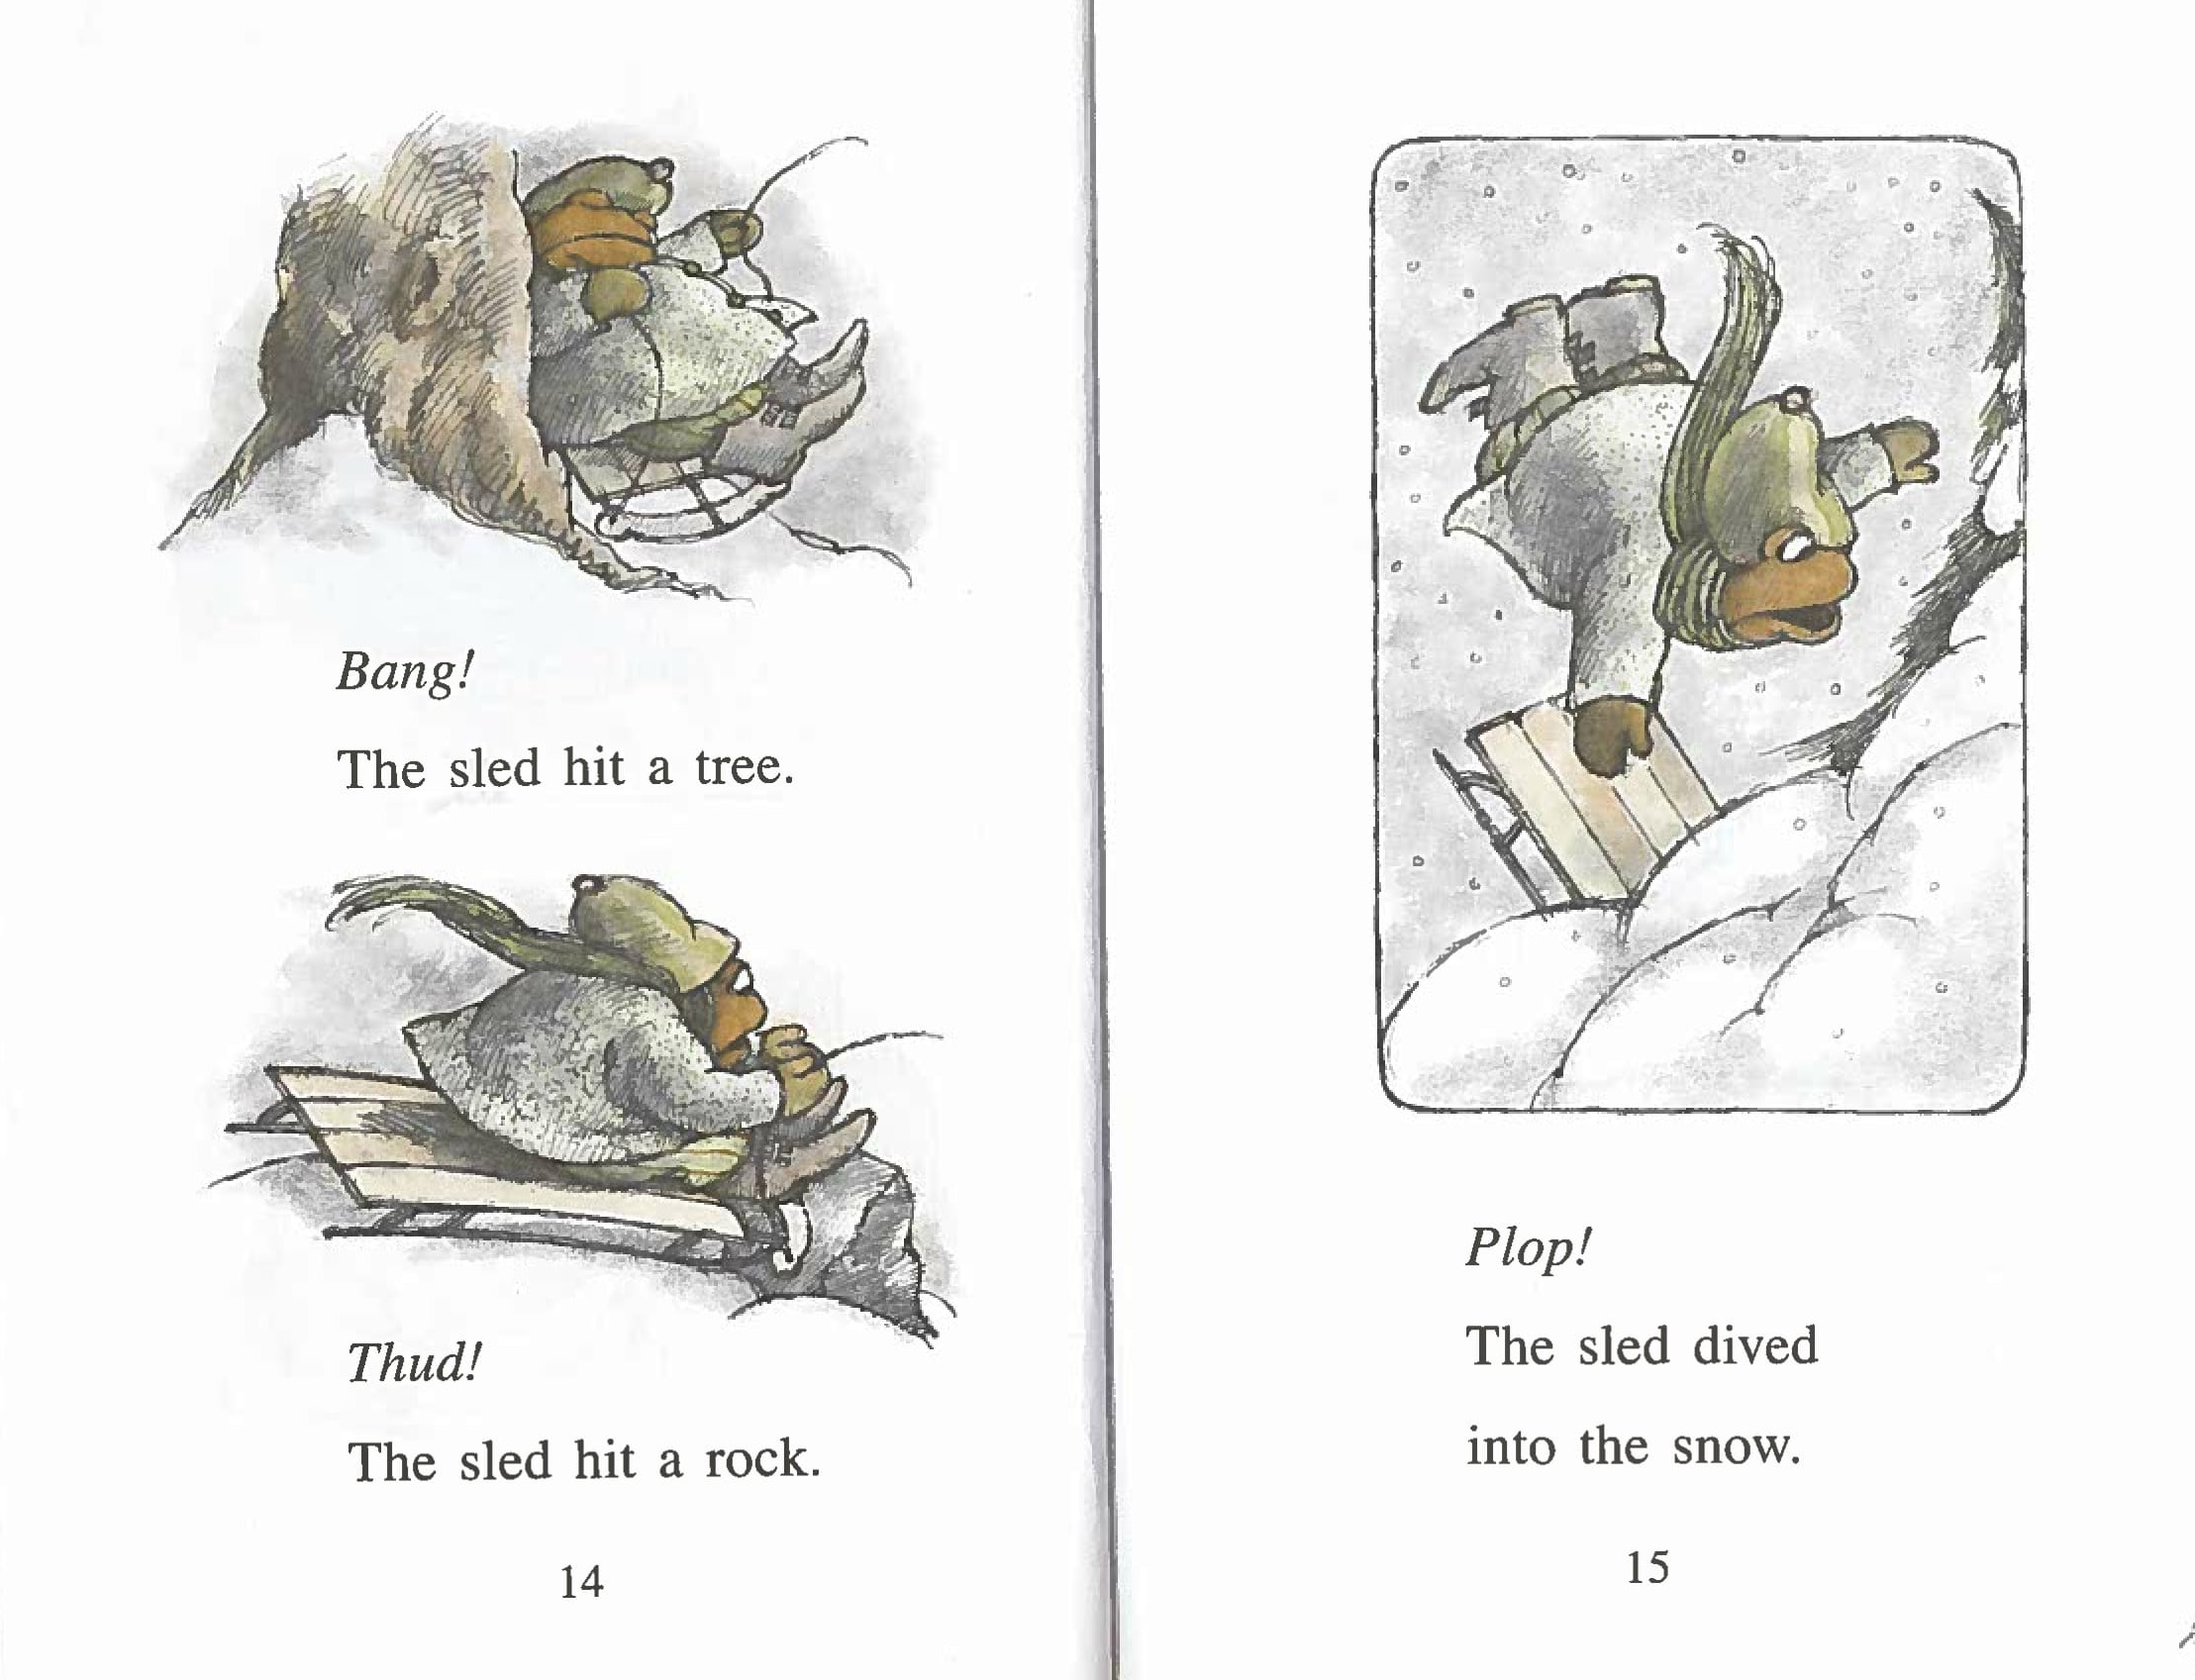 Bang!
The sled hit a tree.
Thud!
The sled hit a rock.
14
Plop!
The sled dived
into the snow.
15